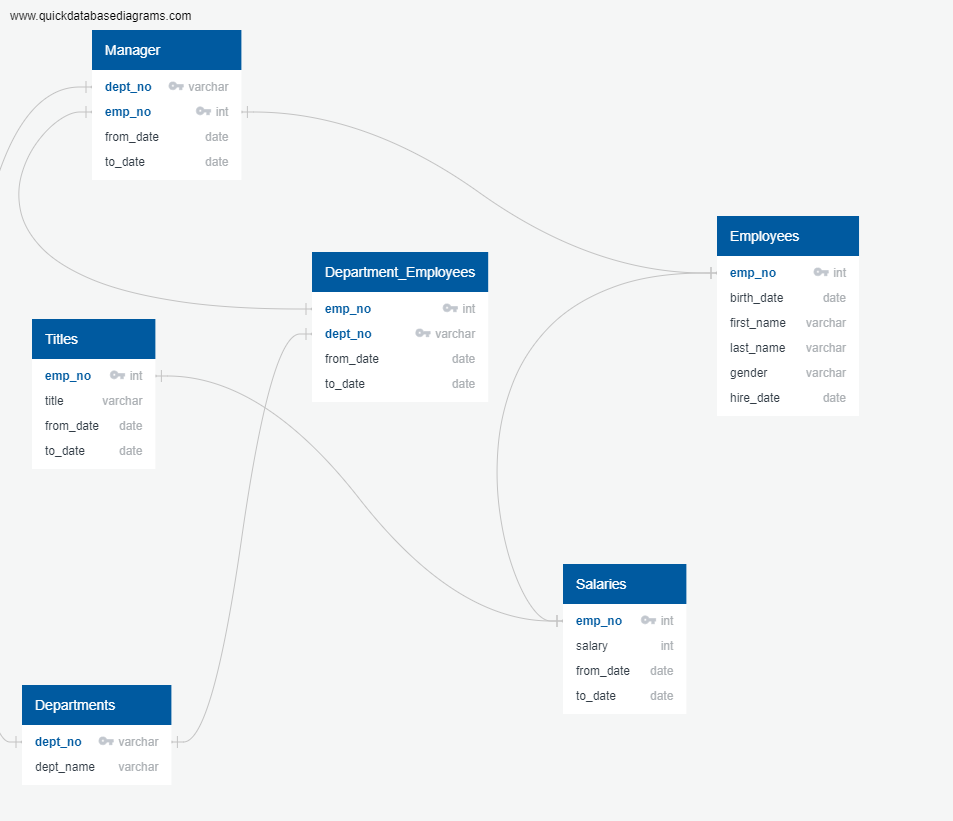 www.quickdatabasediagrams.com
Manager
dept_no varchar
emp_no int
from_date date
to_date date
Employees
emp_no int
birth_date date
first_name varchar
last_name varchar
gender varchar
hire_date date
Department_Employees
emp_no int
dept_no varchar
from_date date
to_date date
Titles
emp_no int
title varchar
from_date date
to_date date
Salaries
emp_no int
salary int
from_date date
to_date date
Departments
dept_no varchar
dept_name varchar